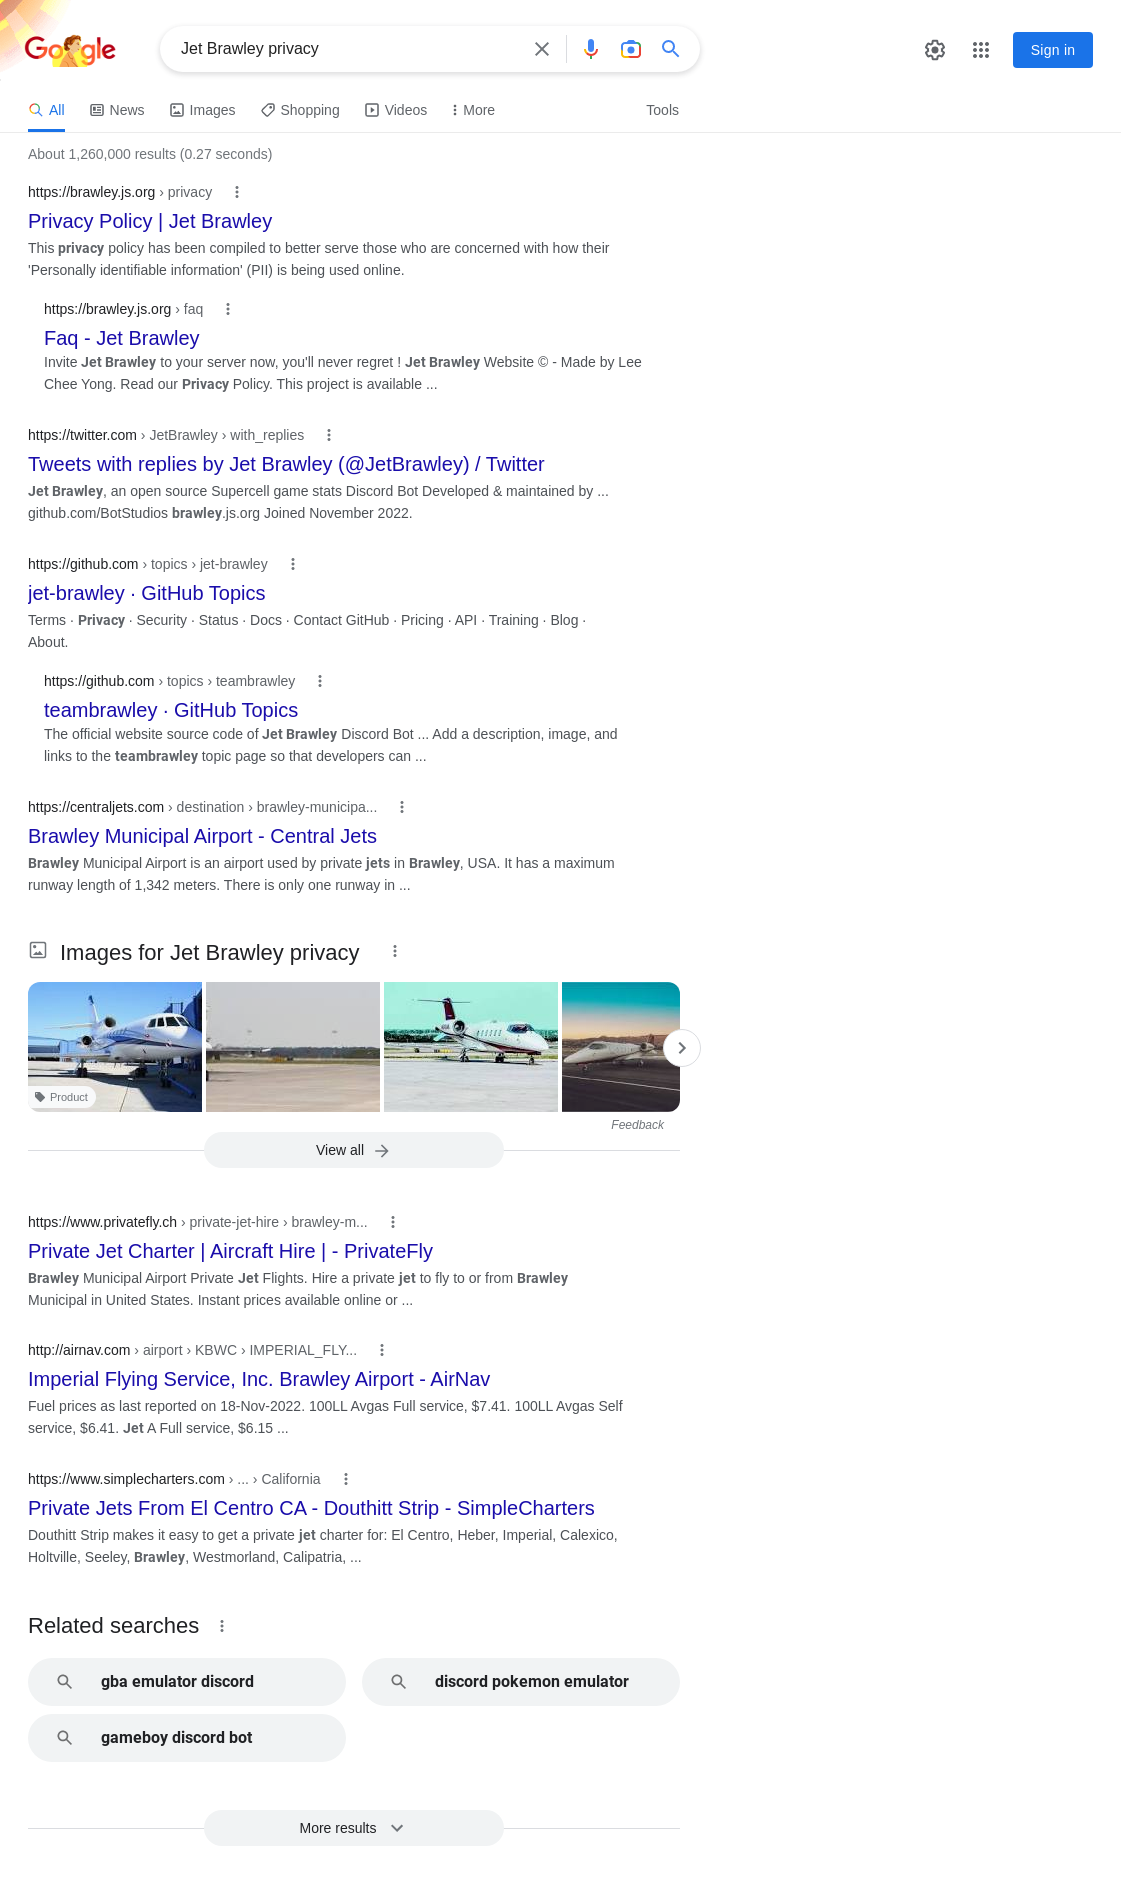 Google
Jet Brawley privacy
Sign in
All News Images Shopping Videos More Tools
About 1,260,000 results (0.27 seconds)
https://brawley.js.org › privacy
Privacy Policy | Jet Brawley
This privacy policy has been compiled to better serve those who are concerned with how their
'Personally identifiable information' (PII) is being used online.
https://brawley.js.org › faq
Faq - Jet Brawley
Invite Jet Brawley to your server now, you'll never regret ! Jet Brawley Website © - Made by Lee
Chee Yong. Read our Privacy Policy. This project is available ...
https://twitter.com › JetBrawley › with_replies
Tweets with replies by Jet Brawley (@JetBrawley) / Twitter
Jet Brawley, an open source Supercell game stats Discord Bot Developed & maintained by ...
github.com/BotStudios brawley.js.org Joined November 2022.
https://github.com › topics › jet-brawley
jet-brawley · GitHub Topics
Terms · Privacy · Security · Status · Docs · Contact GitHub · Pricing · API · Training · Blog ·
About.
https://github.com › topics › teambrawley
teambrawley · GitHub Topics
The official website source code of Jet Brawley Discord Bot ... Add a description, image, and
links to the teambrawley topic page so that developers can ...
https://centraljets.com › destination › brawley-municipa...
Brawley Municipal Airport - Central Jets
Brawley Municipal Airport is an airport used by private jets in Brawley, USA. It has a maximum
runway length of 1,342 meters. There is only one runway in ...
Images for Jet Brawley privacy
Product
Feedback
View all
https://www.privatefly.ch › private-jet-hire › brawley-m...
Private Jet Charter | Aircraft Hire | - PrivateFly
Brawley Municipal Airport Private Jet Flights. Hire a private jet to fly to or from Brawley
Municipal in United States. Instant prices available online or ...
http://airnav.com › airport › KBWC › IMPERIAL_FLY...
Imperial Flying Service, Inc. Brawley Airport - AirNav
Fuel prices as last reported on 18-Nov-2022. 100LL Avgas Full service, $7.41. 100LL Avgas Self
service, $6.41. Jet A Full service, $6.15 ...
https://www.simplecharters.com › ... › California
Private Jets From El Centro CA - Douthitt Strip - SimpleCharters
Douthitt Strip makes it easy to get a private jet charter for: El Centro, Heber, Imperial, Calexico,
Holtville, Seeley, Brawley, Westmorland, Calipatria, ...
Related searches
gba emulator discord
discord pokemon emulator
gameboy discord bot
More results